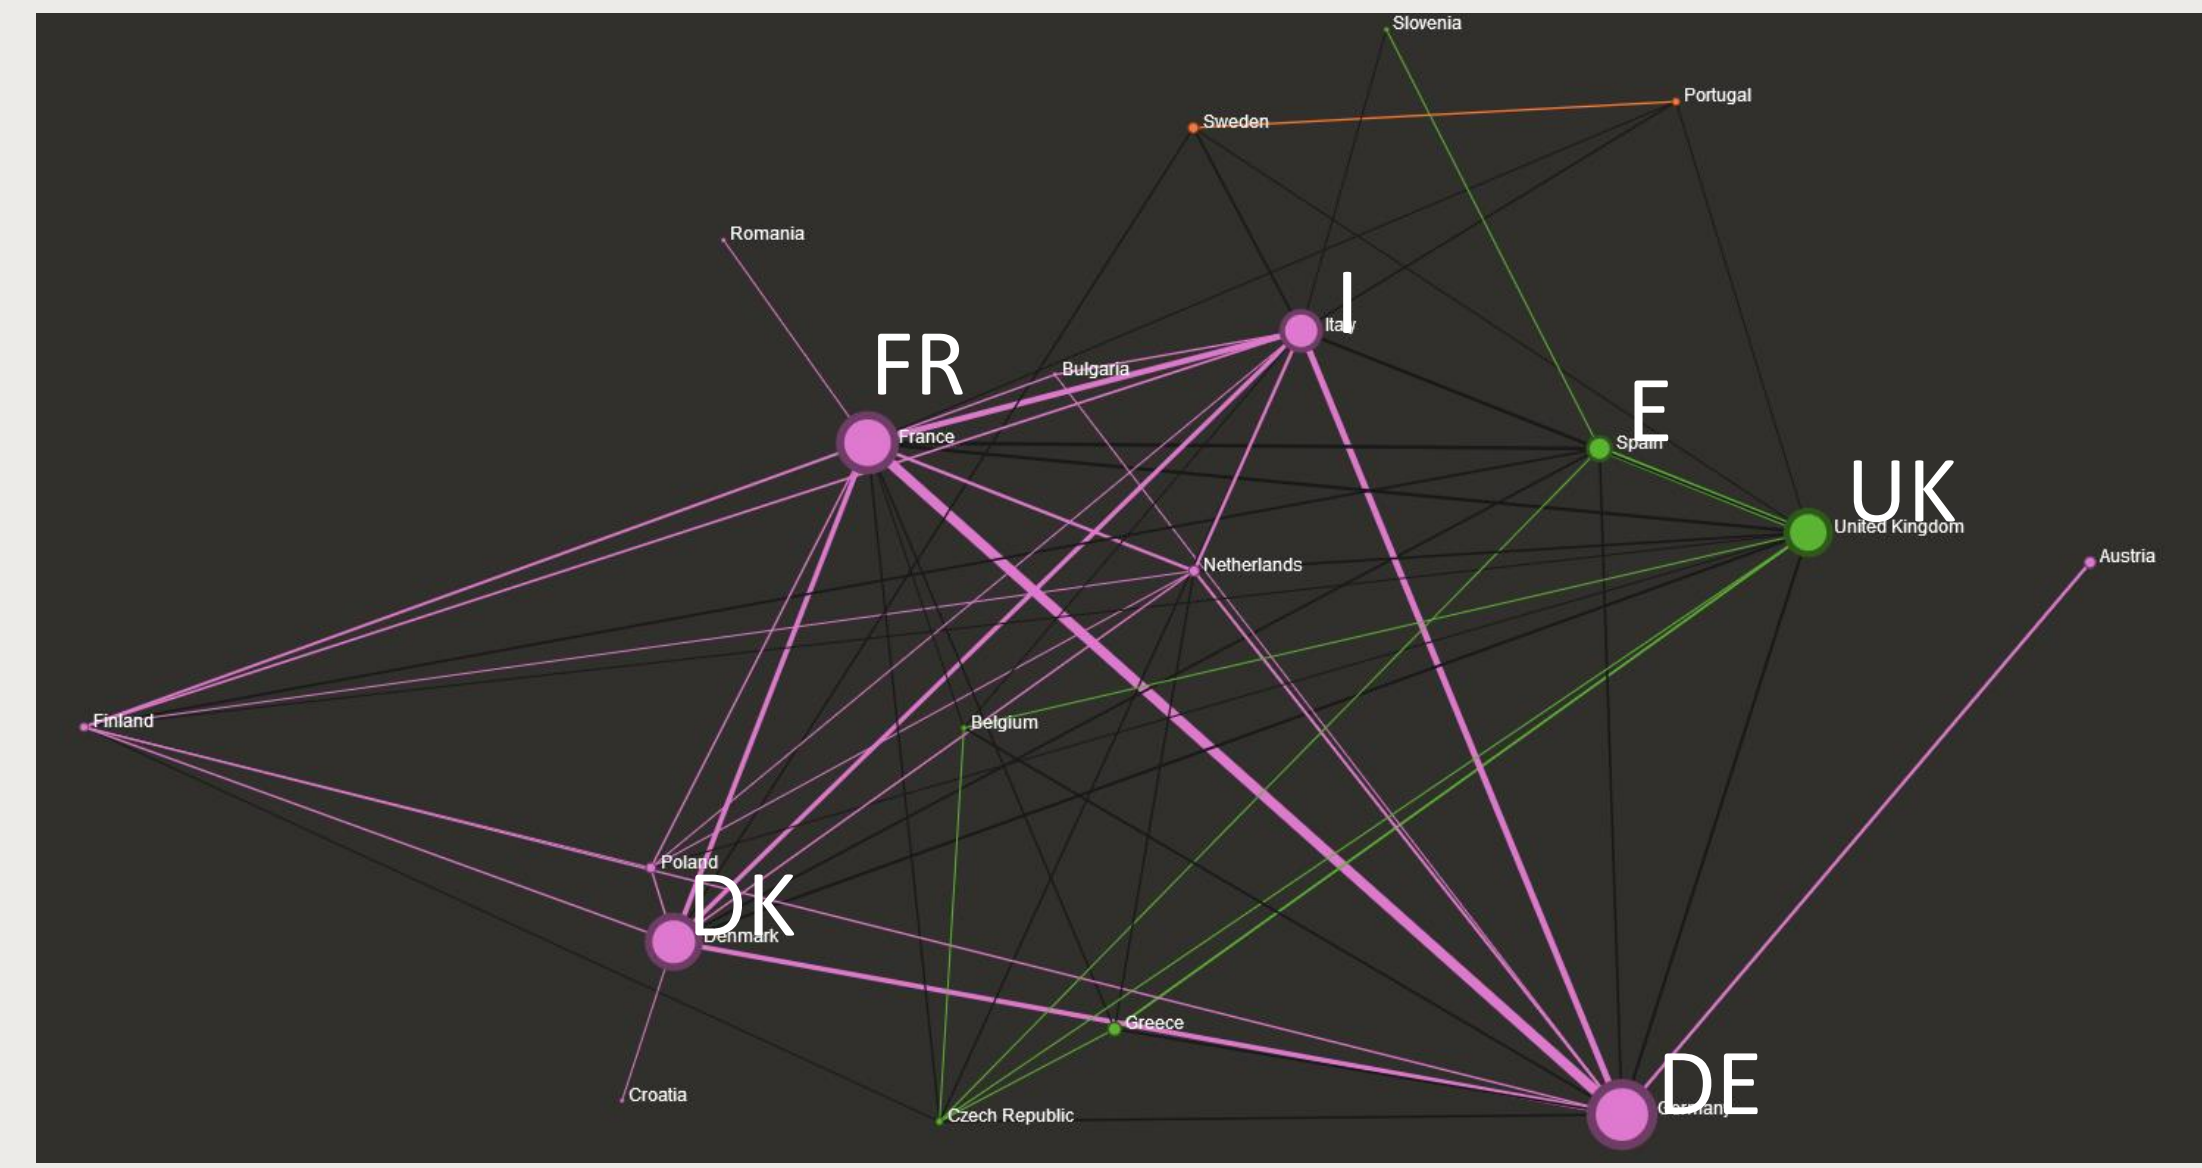 Slovenia
Portugal
Sweden
Romania
I
Italy
FR
Bulgaria
E
France
Spain
UK
United Kingdom
Austria
Netherlands
Finland
Belgium
Poland
DK
Denmark
Greece
DE
Germany
Croatia
Czech Republic